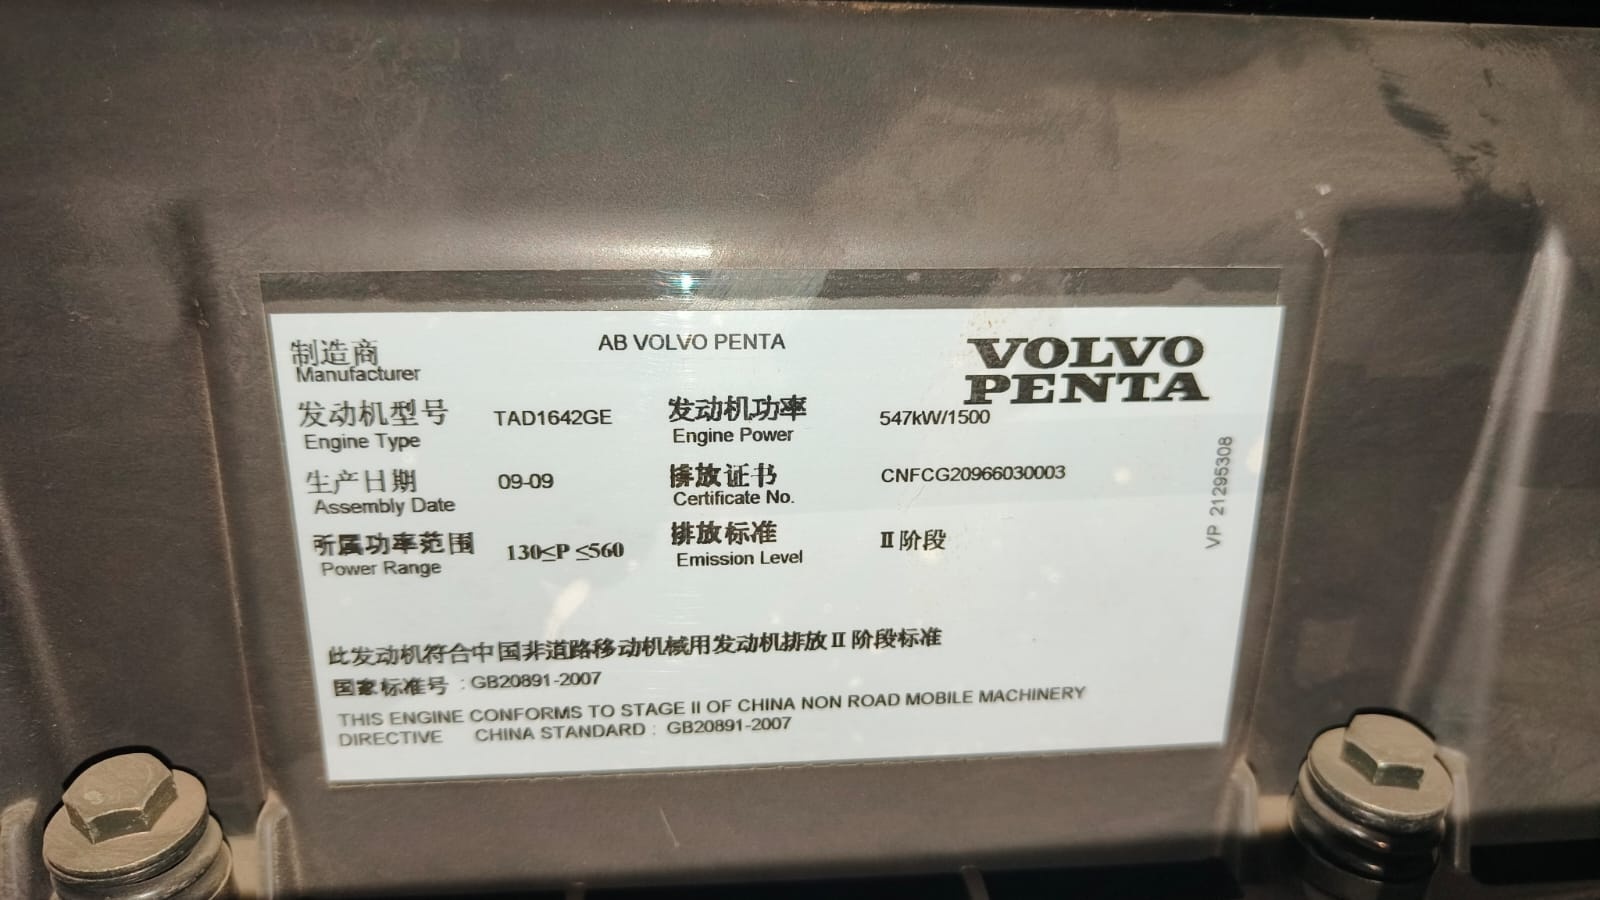 制造商
Manufacturer
AB VOLVO PENTA
VOLVO
PENTA
发动机型号
Engine Type
TAD1642GE
发动机功率
Engine Power
547kW/1500
生产日期
Assembly Date
09-09
排放证书
Certificate No.
CNFCG20966030003
所属功率范围
Power Range
130≤P ≤560
排放标准
Emission Level
Ⅱ阶段
VP 21295308
此发动机符合中国非道路移动机械用发动机排放Ⅱ阶段标准
国家标准号 : GB20891-2007
THIS ENGINE CONFORMS TO STAGE II OF CHINA NON ROAD MOBILE MACHINERY
DIRECTIVE CHINA STANDARD : GB20891-2007